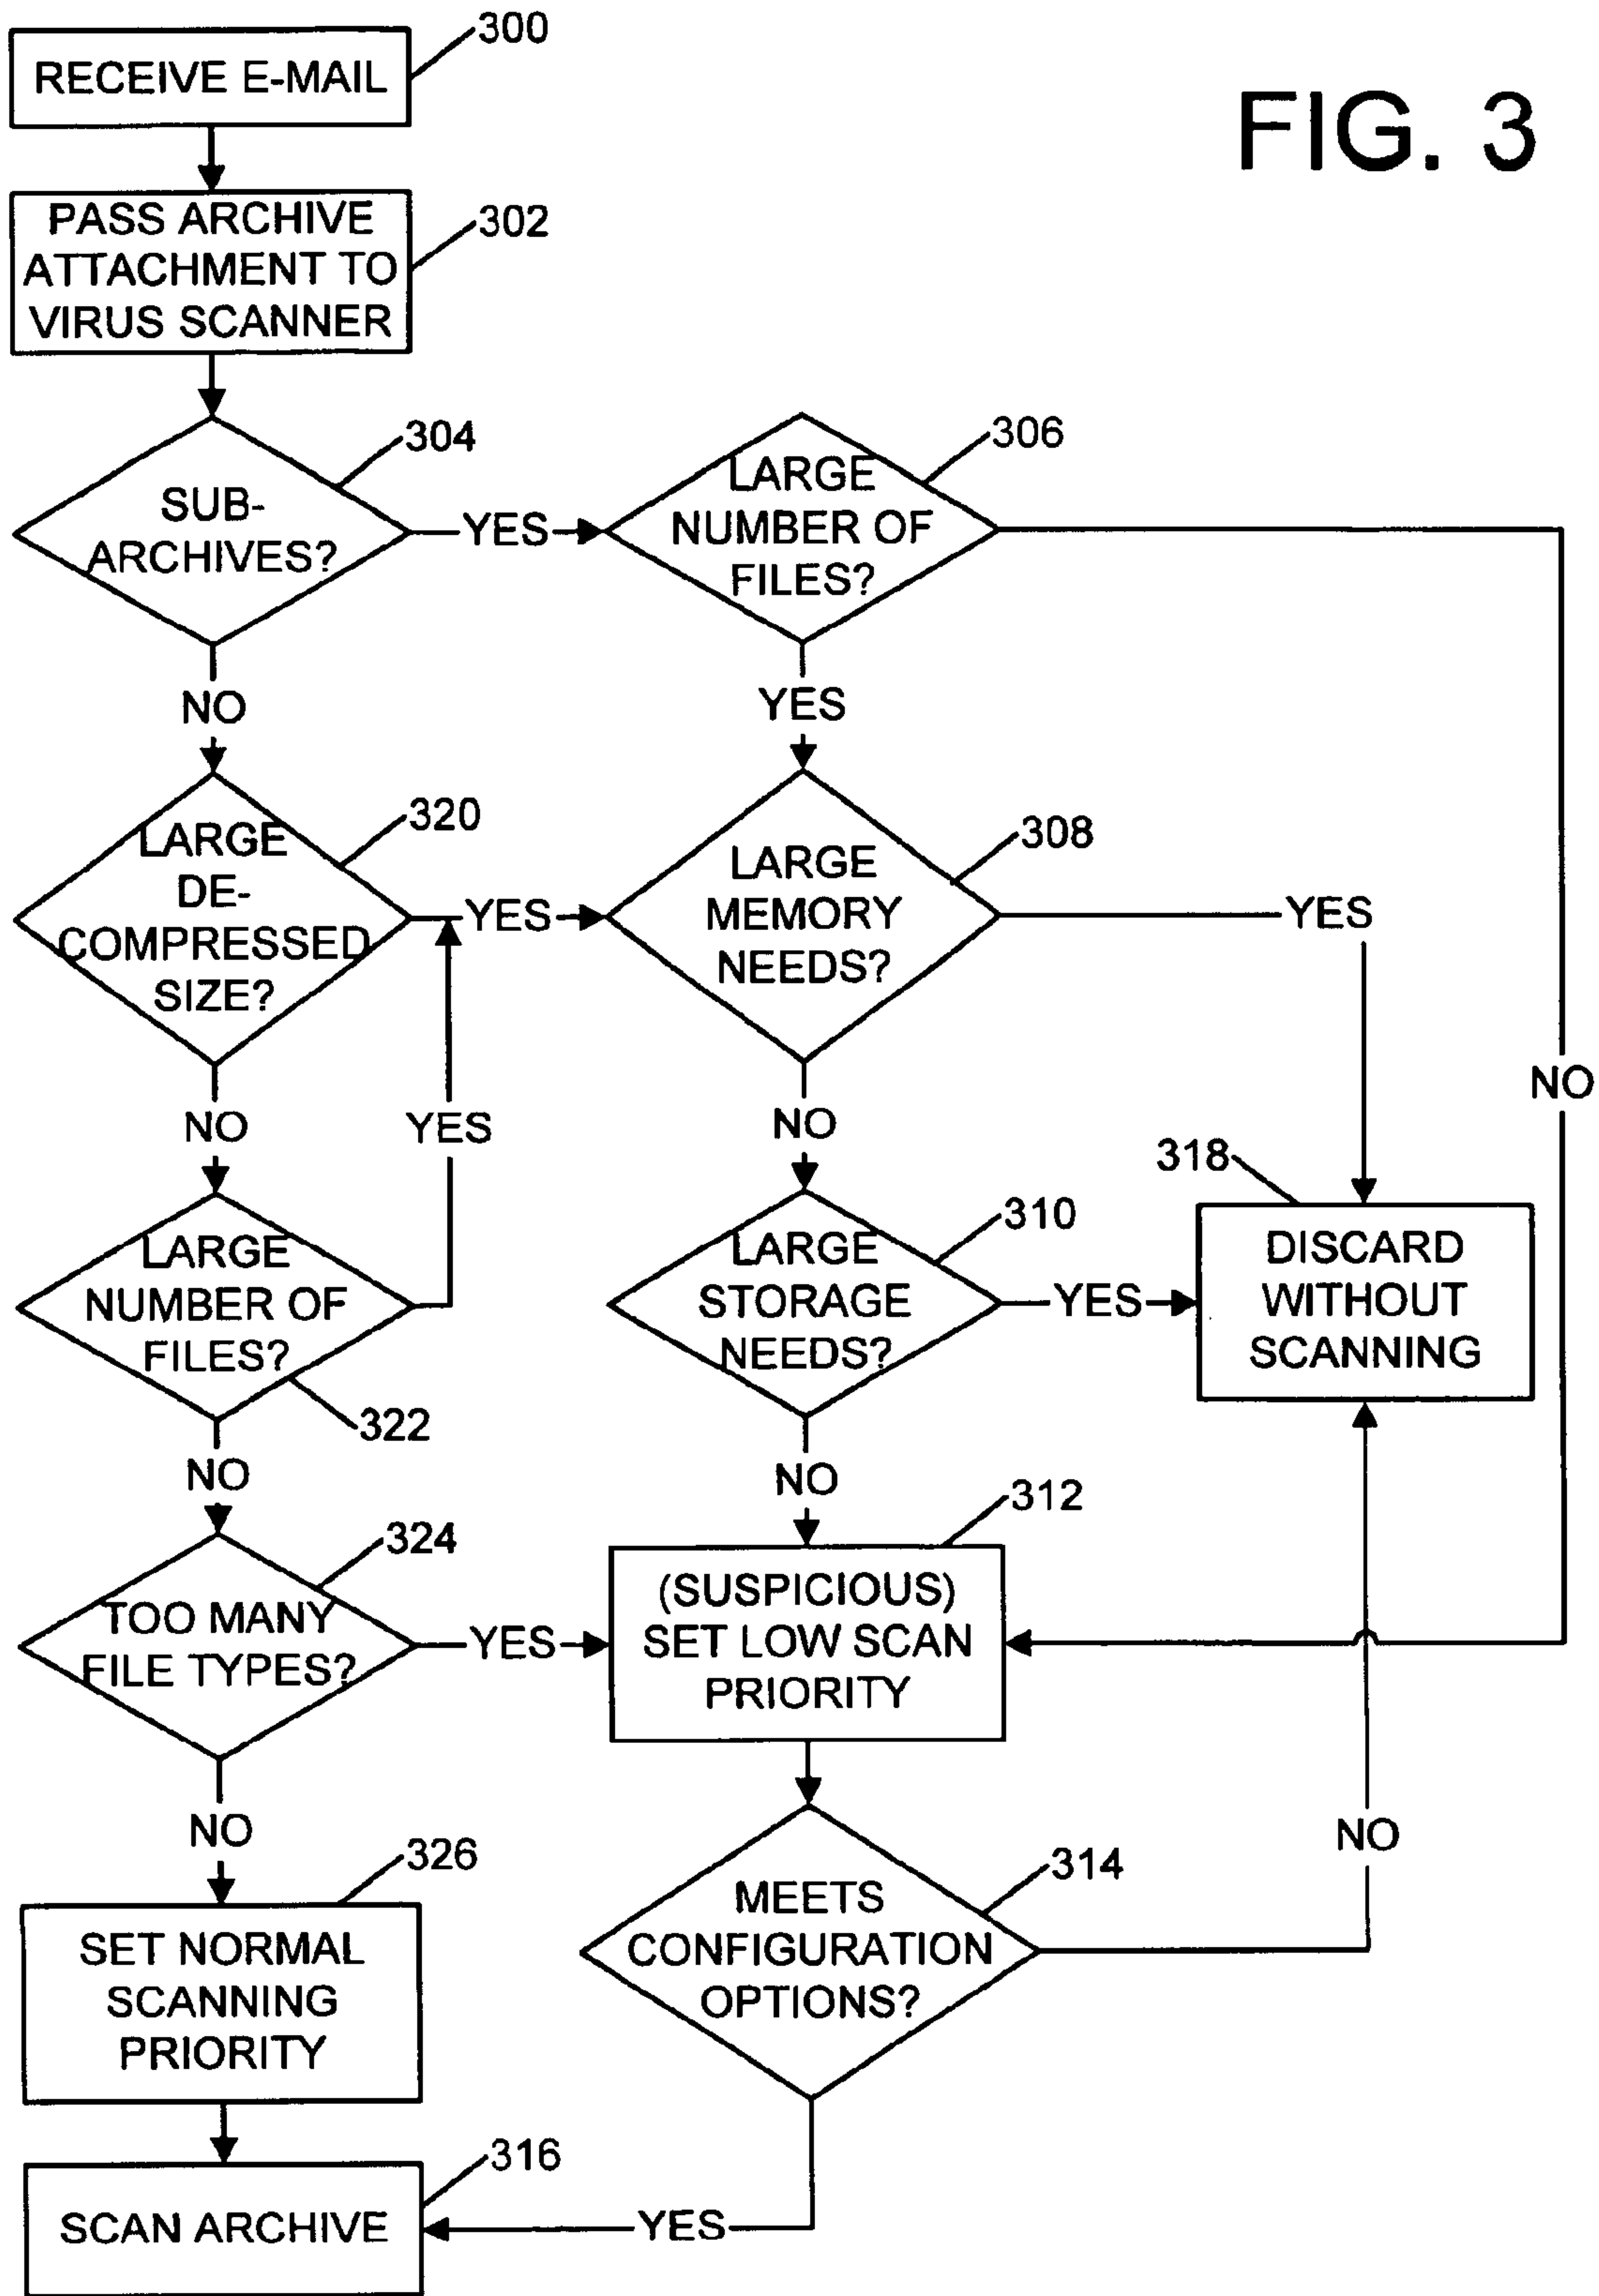 FIG. 3
300
RECEIVE E-MAIL
302
PASS ARCHIVE
ATTACHMENT TO
VIRUS SCANNER
304
SUB-
ARCHIVES?
YES
306
LARGE
NUMBER OF
FILES?
NO
YES
NO
320
LARGE
DE-
COMPRESSED
SIZE?
YES
308
LARGE
MEMORY
NEEDS?
YES
NO
YES
NO
318
DISCARD
WITHOUT
SCANNING
322
LARGE
NUMBER OF
FILES?
310
LARGE
STORAGE
NEEDS?
YES
NO
NO
324
TOO MANY
FILE TYPES?
YES
312
(SUSPICIOUS)
SET LOW SCAN
PRIORITY
NO
314
MEETS
CONFIGURATION
OPTIONS?
NO
326
SET NORMAL
SCANNING
PRIORITY
316
SCAN ARCHIVE
YES